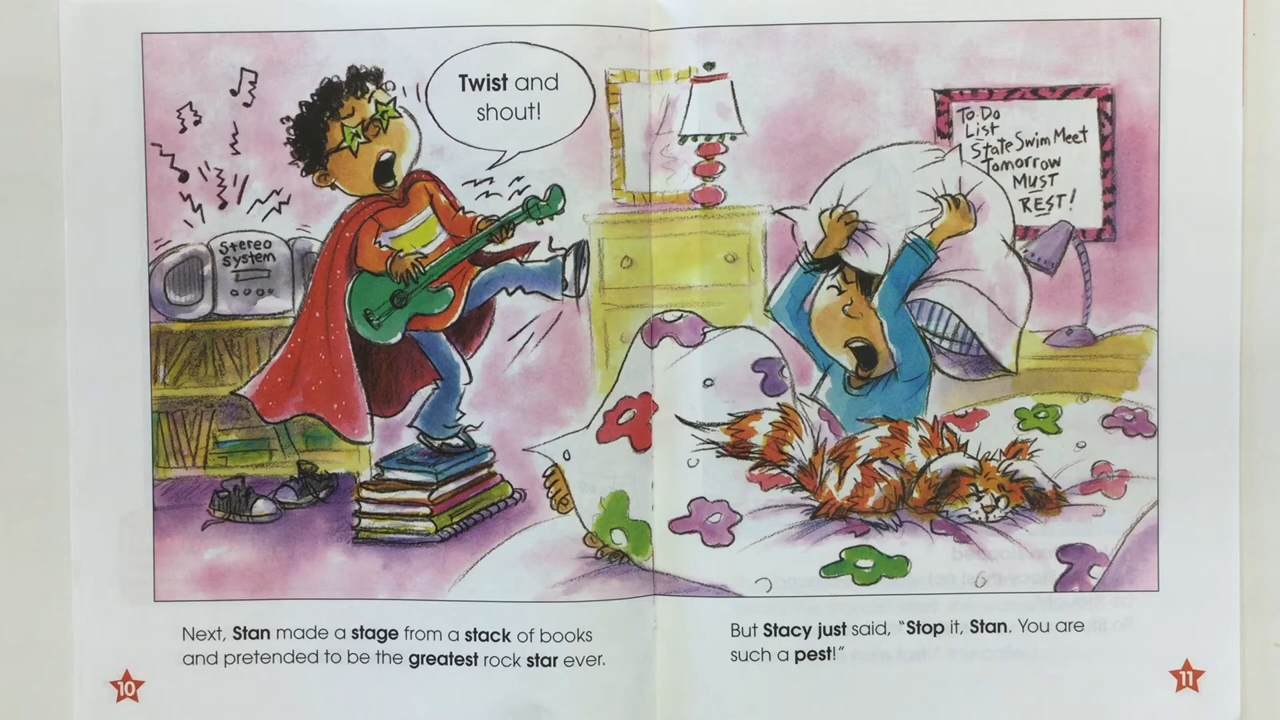 Twist and
shout!
Stereo
System
To Do
List
State Swim Meet
Tomorrow
MUST
REST!
Next, Stan made a stage from a stack of books
and pretended to be the greatest rock star ever.
10
But Stacy just said, “Stop it, Stan. You are
such a pest!”
11